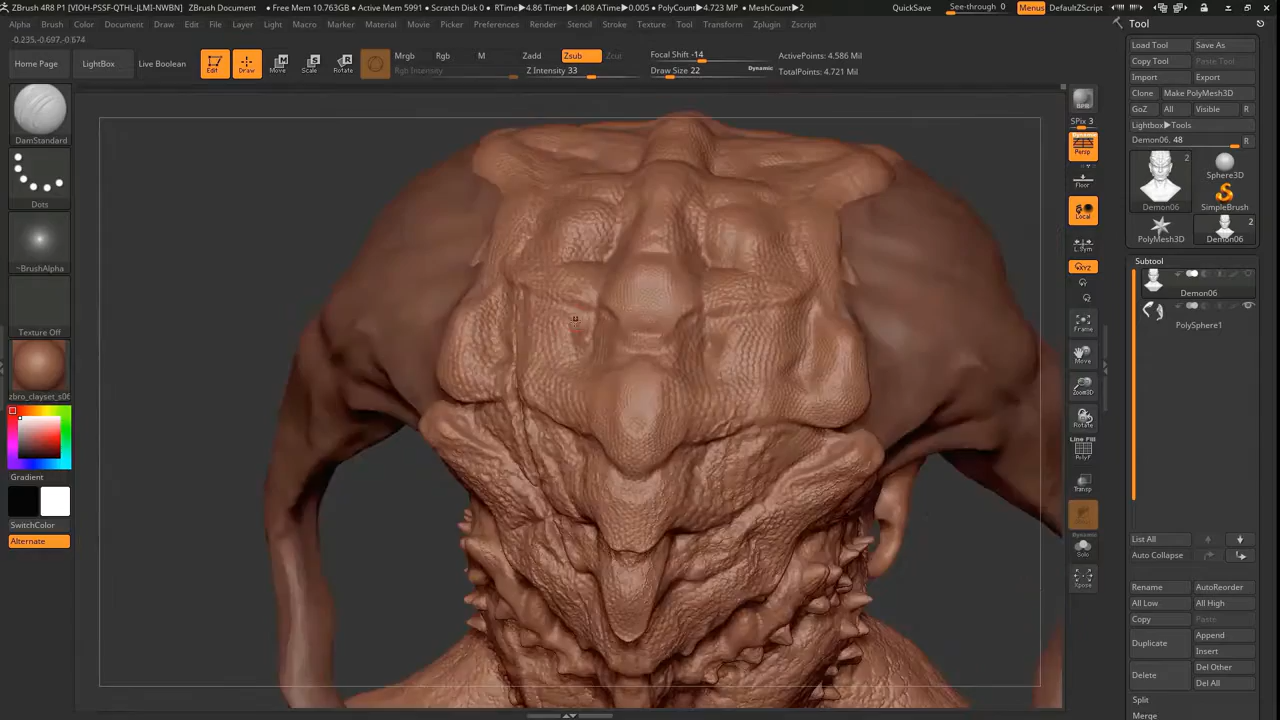 ZBrush 4R8 P1 [VIOH-PSSF-QTHL-JLMI-NWBN] ZBrush Document • Free Mem 10.763GB • Active Mem 5991 • Scratch Disk 0 • RTime▶4.86 Timer▶1.408 ATime▶0.005 • PolyCount▶4.723 MP • MeshCount▶2 QuickSave See-through 0 Menus DefaultZScript
Alpha Brush Color Document Draw Edit File Layer Light Macro Marker Material Movie Picker Preferences Render Stencil Stroke Texture Tool Transform Zplugin Zscript
-0.235,-0.697,-0.674
Home Page LightBox Live Boolean Edit Draw Move Scale Rotate
Mrgb Rgb M Zadd Zsub Zcut Focal Shift -14 ActivePoints: 4.586 Mil
Rgb Intensity Z Intensity 33 Draw Size 22 Dynamic TotalPoints: 4.721 Mil
DamStandard
Dots
~BrushAlpha
Texture Off
zbro_clayset_s06
Gradient
SwitchColor
Alternate
BPR
SPix 3
Dynamic
Persp
Floor
Local
L.Sym
XYZ
Frame
Move
Zoom3D
Rotate
Line Fill
PolyF
Transp
Dynamic
Solo
Xpose
Tool
Load Tool Save As
Copy Tool Paste Tool
Import Export
Clone Make PolyMesh3D
GoZ All Visible R
Lightbox▶Tools
Demon06. 48 R
2
Sphere3D
Demon06 SimpleBrush
2
PolyMesh3D Demon06
Subtool
Demon06
PolySphere1
List All
Auto Collapse
Rename AutoReorder
All Low All High
Copy Paste
Duplicate Append
Insert
Delete Del Other
Del All
Split
Merge